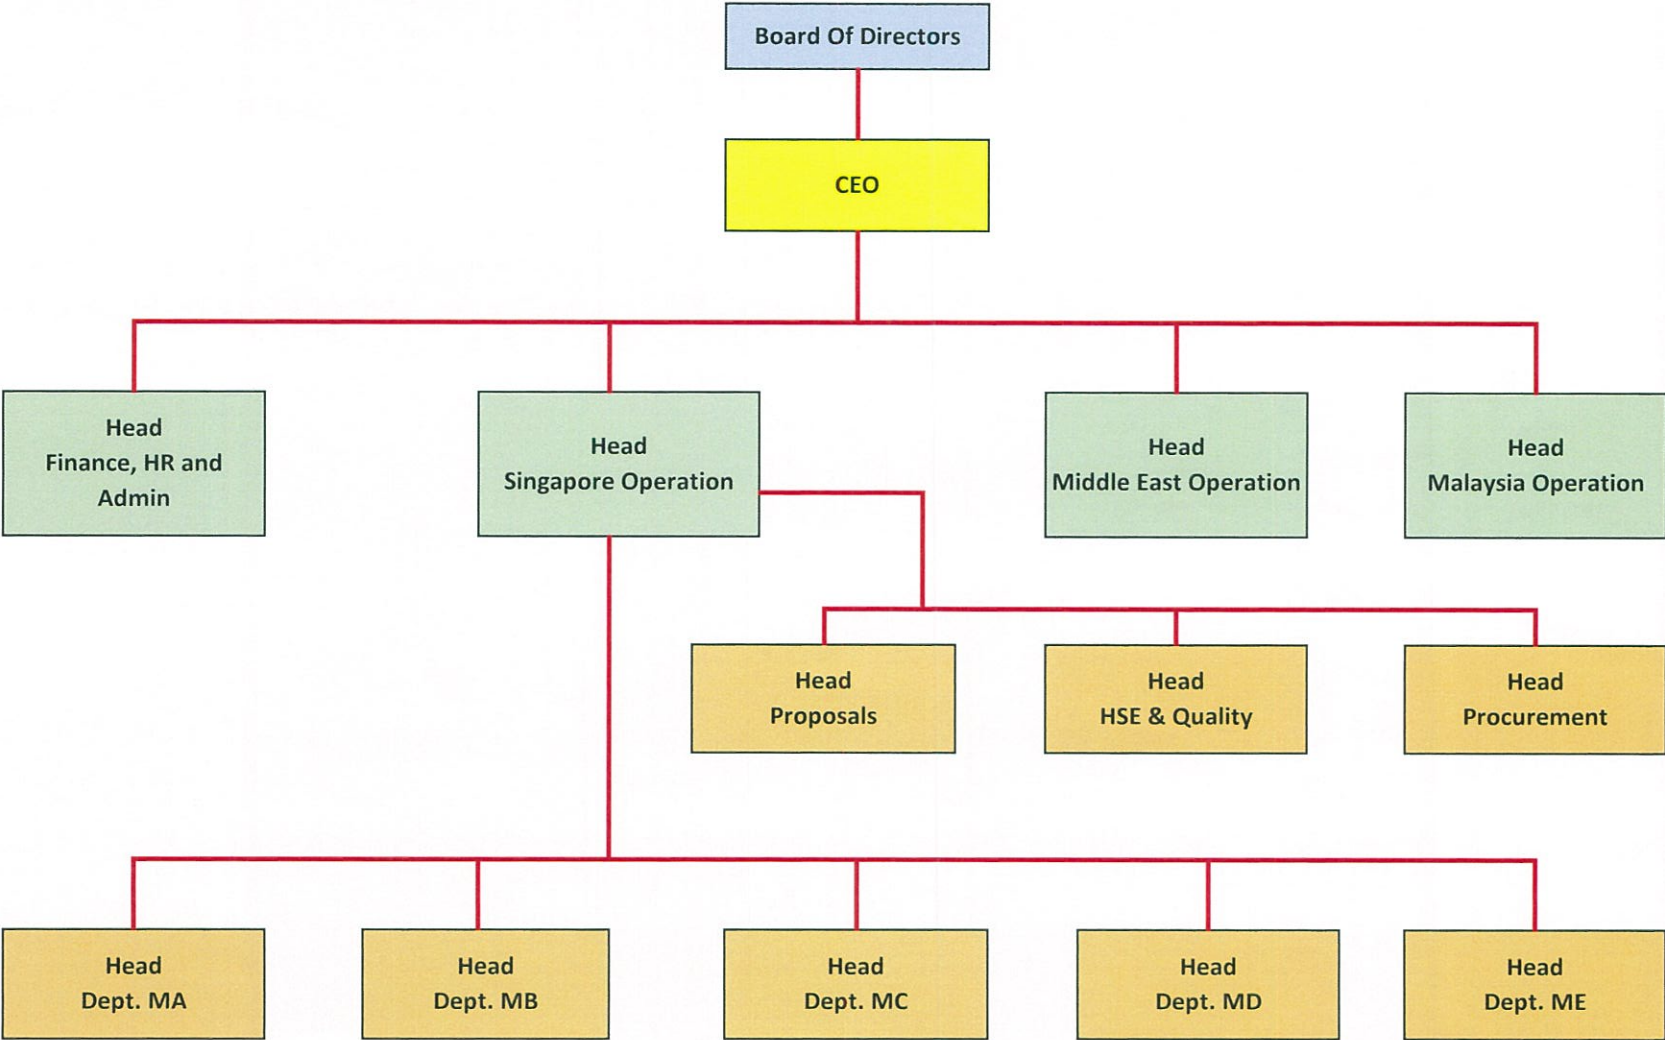 Board Of Directors
CEO
Head
Finance, HR and
Admin
Head
Singapore Operation
Head
Middle East Operation
Head
Malaysia Operation
Head
Proposals
Head
HSE & Quality
Head
Procurement
Head
Dept. MA
Head
Dept. MB
Head
Dept. MC
Head
Dept. MD
Head
Dept. ME